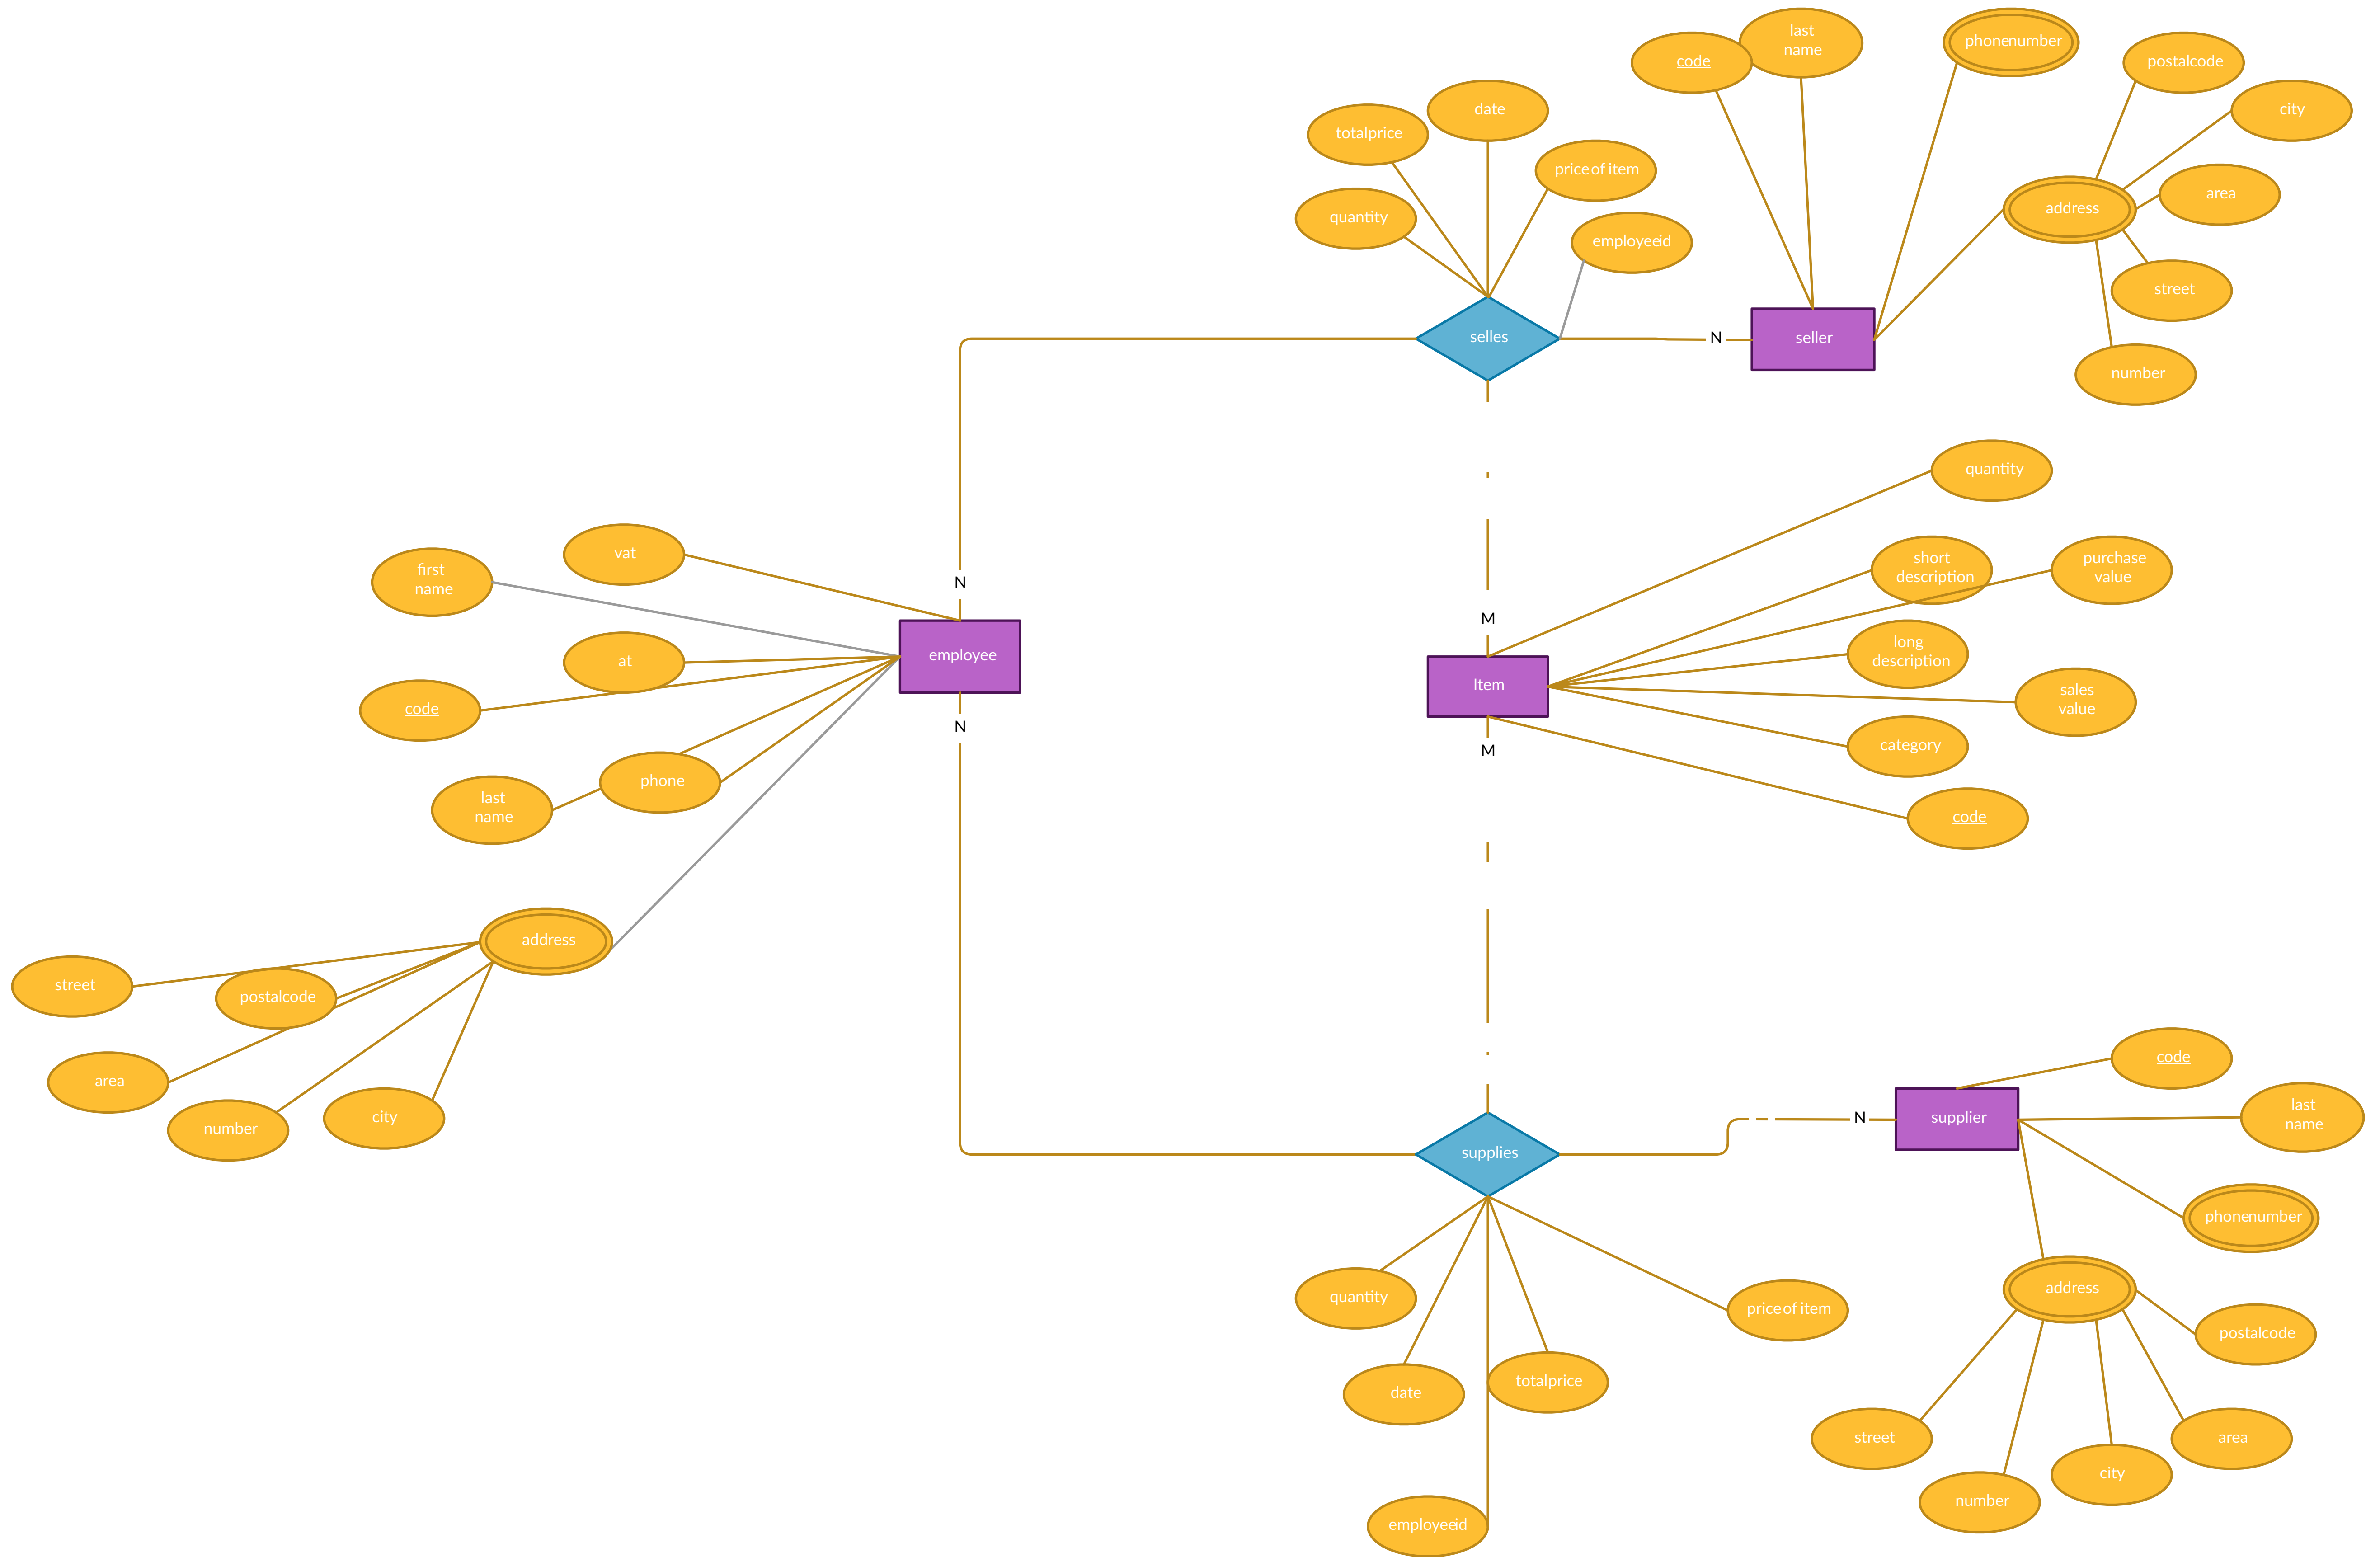 last
name
code
phonenumber
postalcode
city
date
totalprice
price of item
area
quantity
employeeid
address
street
selles
N
seller
number
quantity
vat
first
name
short
description
purchase
value
N
M
long
description
employee
at
Item
sales
value
code
N
M
category
phone
last
name
code
address
street
postalcode
code
area
number
city
supplies
N
supplier
last
name
phonenumber
quantity
price of item
address
postalcode
date
totalprice
street
area
city
employeeid
number